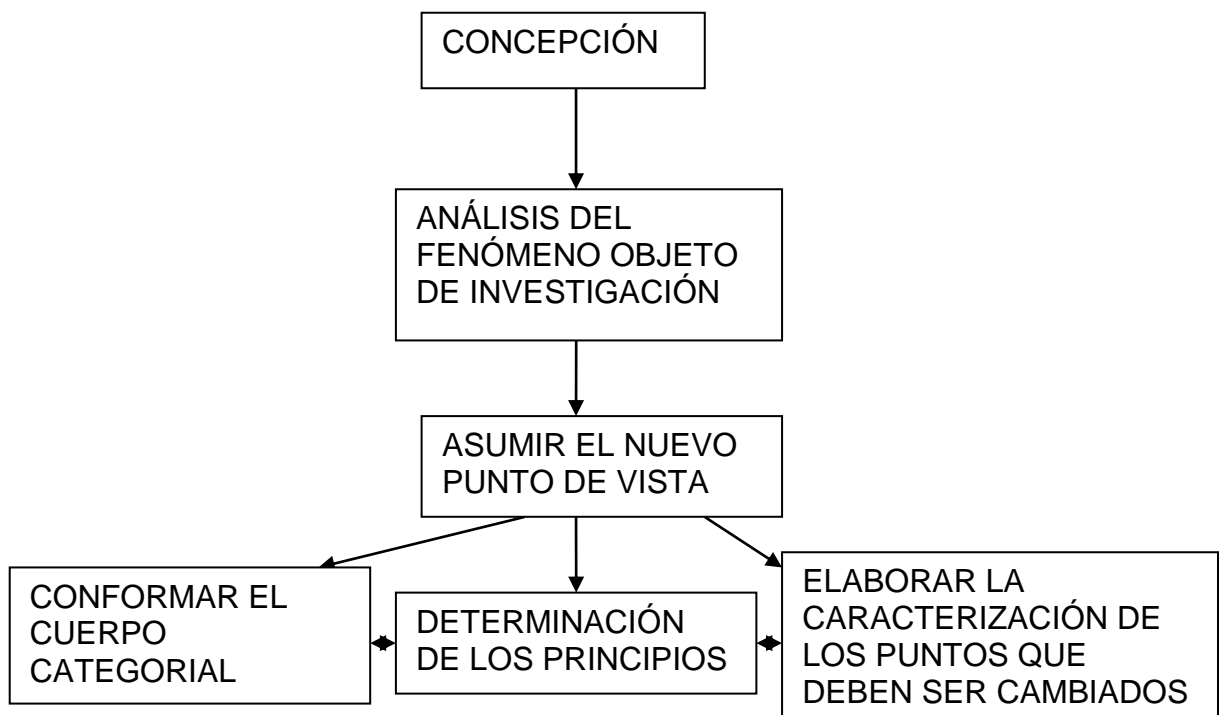 CONCEPCIÓN
ANÁLISIS DEL
FENÓMENO OBJETO
DE INVESTIGACIÓN
ASUMIR EL NUEVO
PUNTO DE VISTA
CONFORMAR EL
CUERPO
CATEGORIAL
DETERMINACIÓN
DE LOS PRINCIPIOS
ELABORAR LA
CARACTERIZACIÓN DE
LOS PUNTOS QUE
DEBEN SER CAMBIADOS